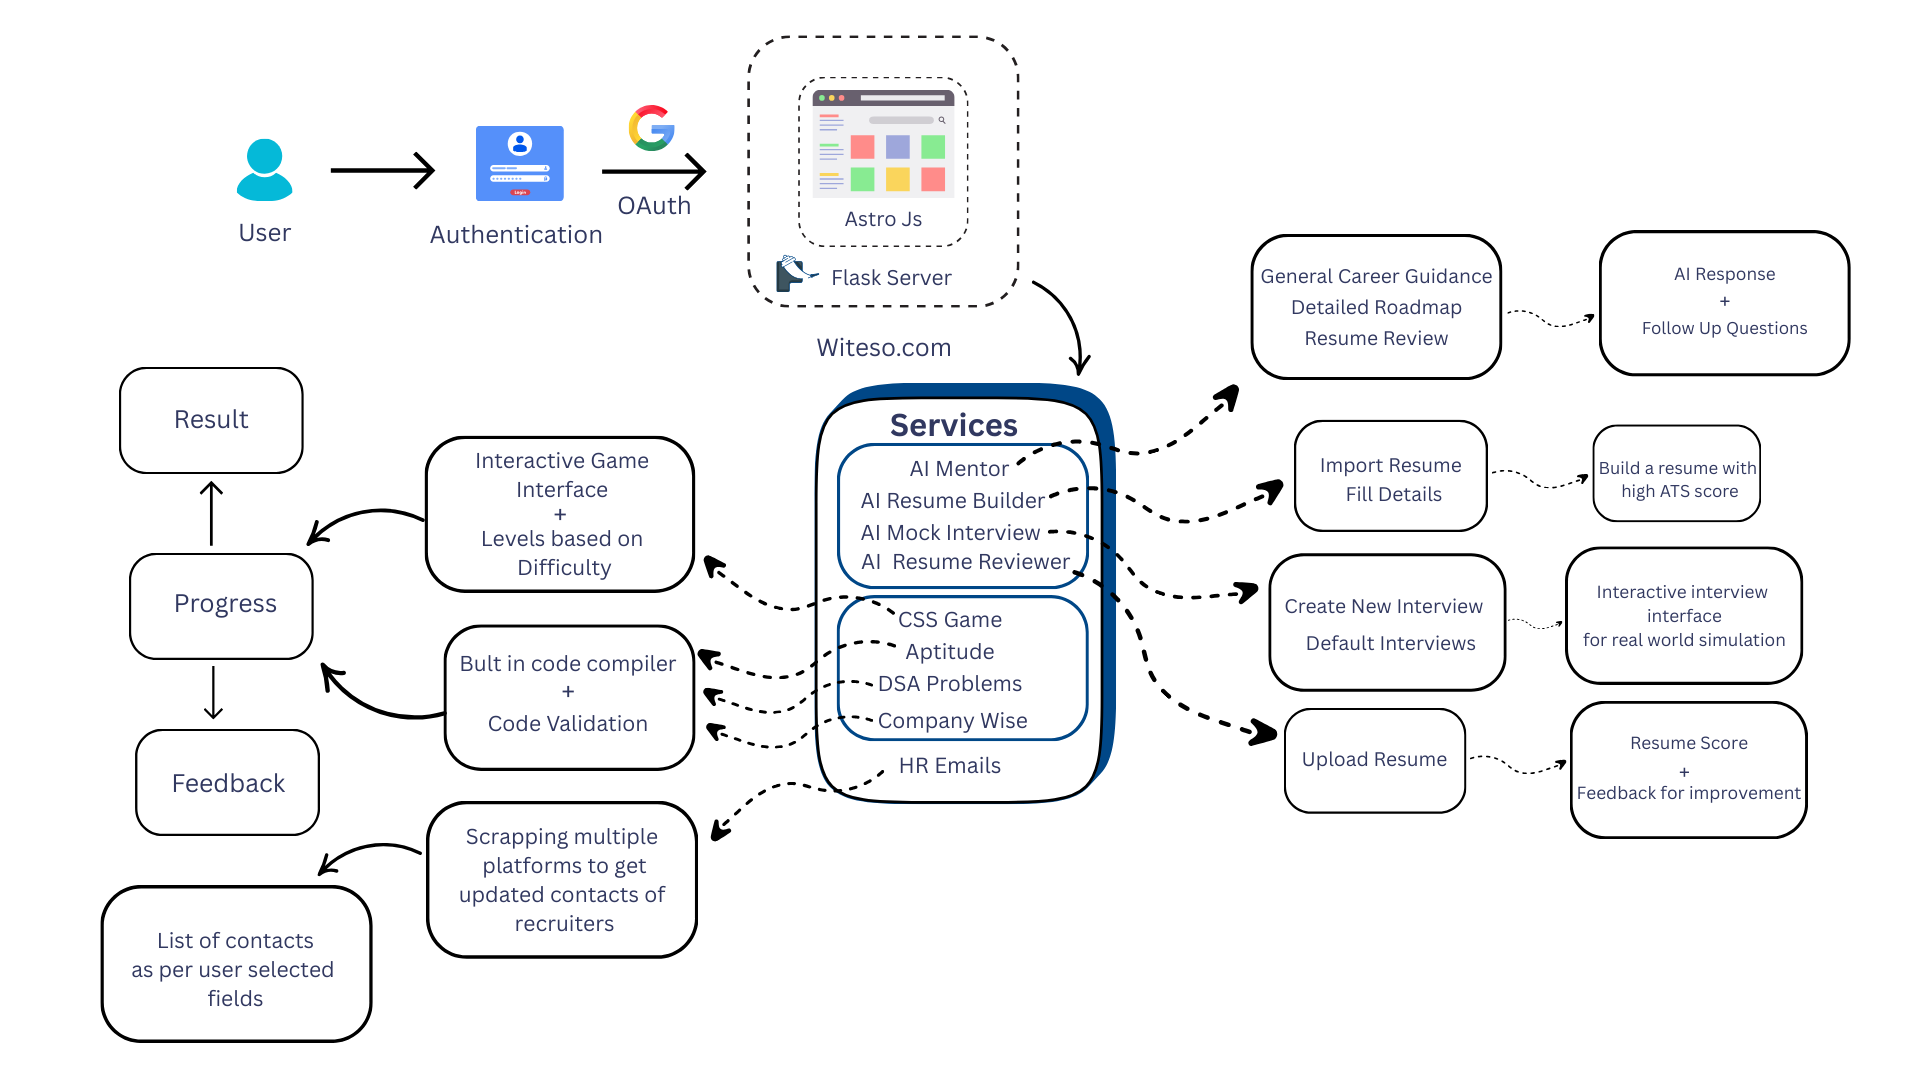 User
Authentication
Login
OAuth
Astro Js
Flask Server
Witeso.com
Services
AI Mentor
AI Resume Builder
AI Mock Interview
AI  Resume Reviewer
CSS Game
Aptitude
DSA Problems
Company Wise
HR Emails
General Career Guidance
Detailed Roadmap
Resume Review
AI Response
+
Follow Up Questions
Import Resume
Fill Details
Build a resume with
high ATS score
Create New Interview
Default Interviews
Interactive interview
interface
for real world simulation
Upload Resume
Resume Score
+
Feedback for improvement
Interactive Game
Interface
+
Levels based on
Difficulty
Bult in code compiler
+
Code Validation
Scrapping multiple
platforms to get
updated contacts of
recruiters
Result
Progress
Feedback
List of contacts
as per user selected
fields